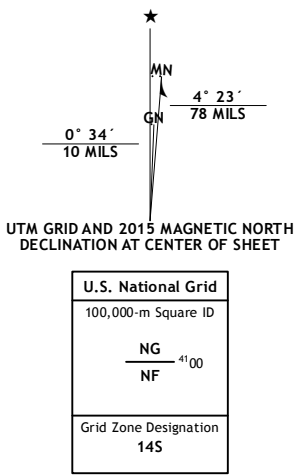 ★
MN
GN
4° 23´
78 MILS
0° 34´
10 MILS
UTM GRID AND 2015 MAGNETIC NORTH
DECLINATION AT CENTER OF SHEET
U.S. National Grid
100,000-m Square ID
NG
4100
NF
Grid Zone Designation
14S